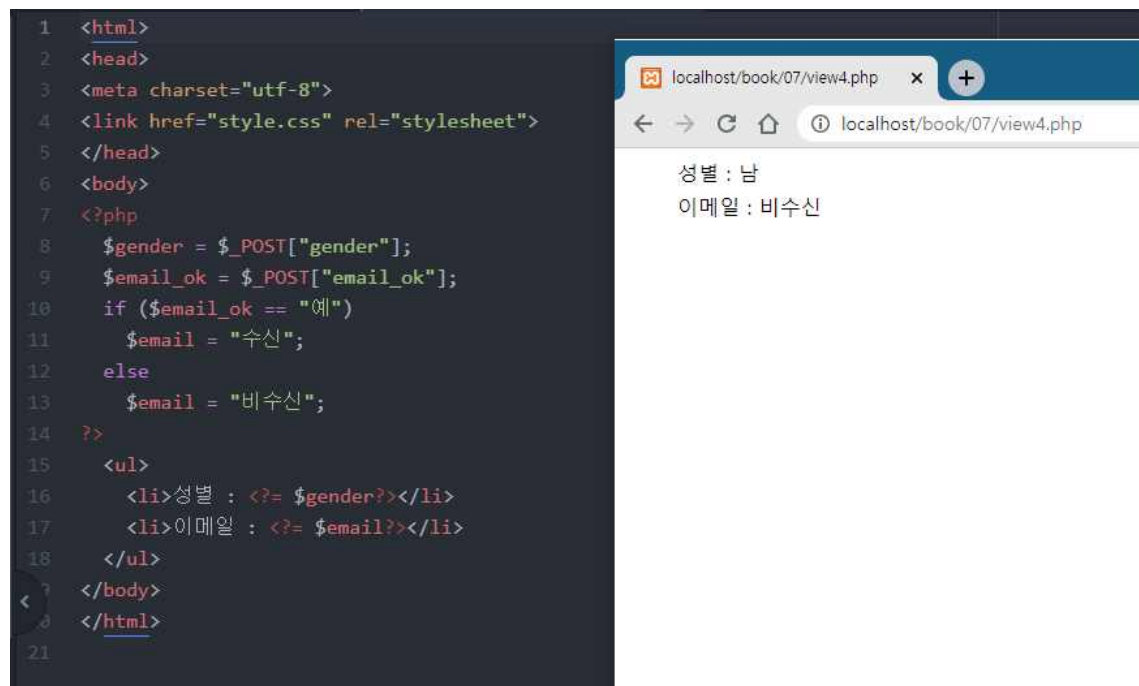 1 <html>
2 <head>
3 <meta charset="utf-8">
4 <link href="style.css" rel="stylesheet">
5 </head>
6 <body>
7 <?php
8 $gender = $_POST["gender"];
9 $email_ok = $_POST["email_ok"];
10 if ($email_ok == "예")
11 $email = "수신";
12 else
13 $email = "비수신";
14 ?>
15 <ul>
16 <li>성별 : <?= $gender?></li>
17 <li>이메일 : <?= $email?></li>
18 </ul>
</body>
</html>
21
localhost/book/07/view4.php
localhost/book/07/view4.php
성별 : 남
이메일 : 비수신